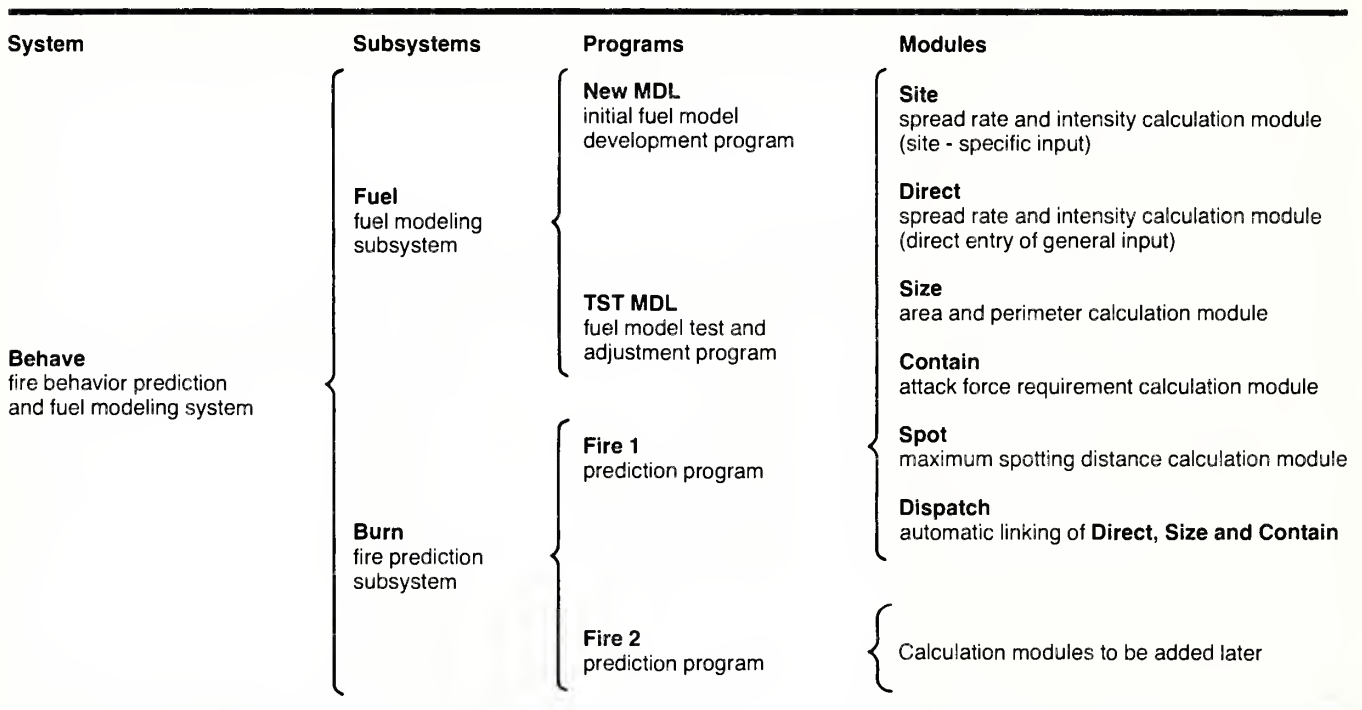 System
Subsystems
Programs
Modules
Behave
fire behavior prediction
and fuel modeling system
Fuel
fuel modeling
subsystem
Burn
fire prediction
subsystem
New MDL
initial fuel model
development program
TST MDL
fuel model test and
adjustment program
Fire 1
prediction program
Fire 2
prediction program
Site
spread rate and intensity calculation module
(site - specific input)
Direct
spread rate and intensity calculation module
(direct entry of general input)
Size
area and perimeter calculation module
Contain
attack force requirement calculation module
Spot
maximum spotting distance calculation module
Dispatch
automatic linking of Direct, Size and Contain
Calculation modules to be added later